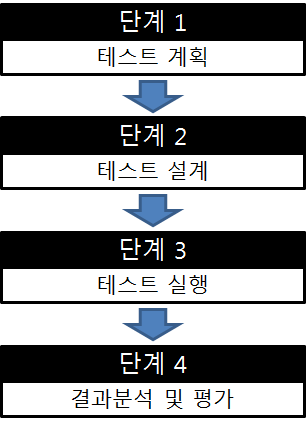 단계 1
테스트 계획
단계 2
테스트 설계
단계 3
테스트 실행
단계 4
결과분석 및 평가